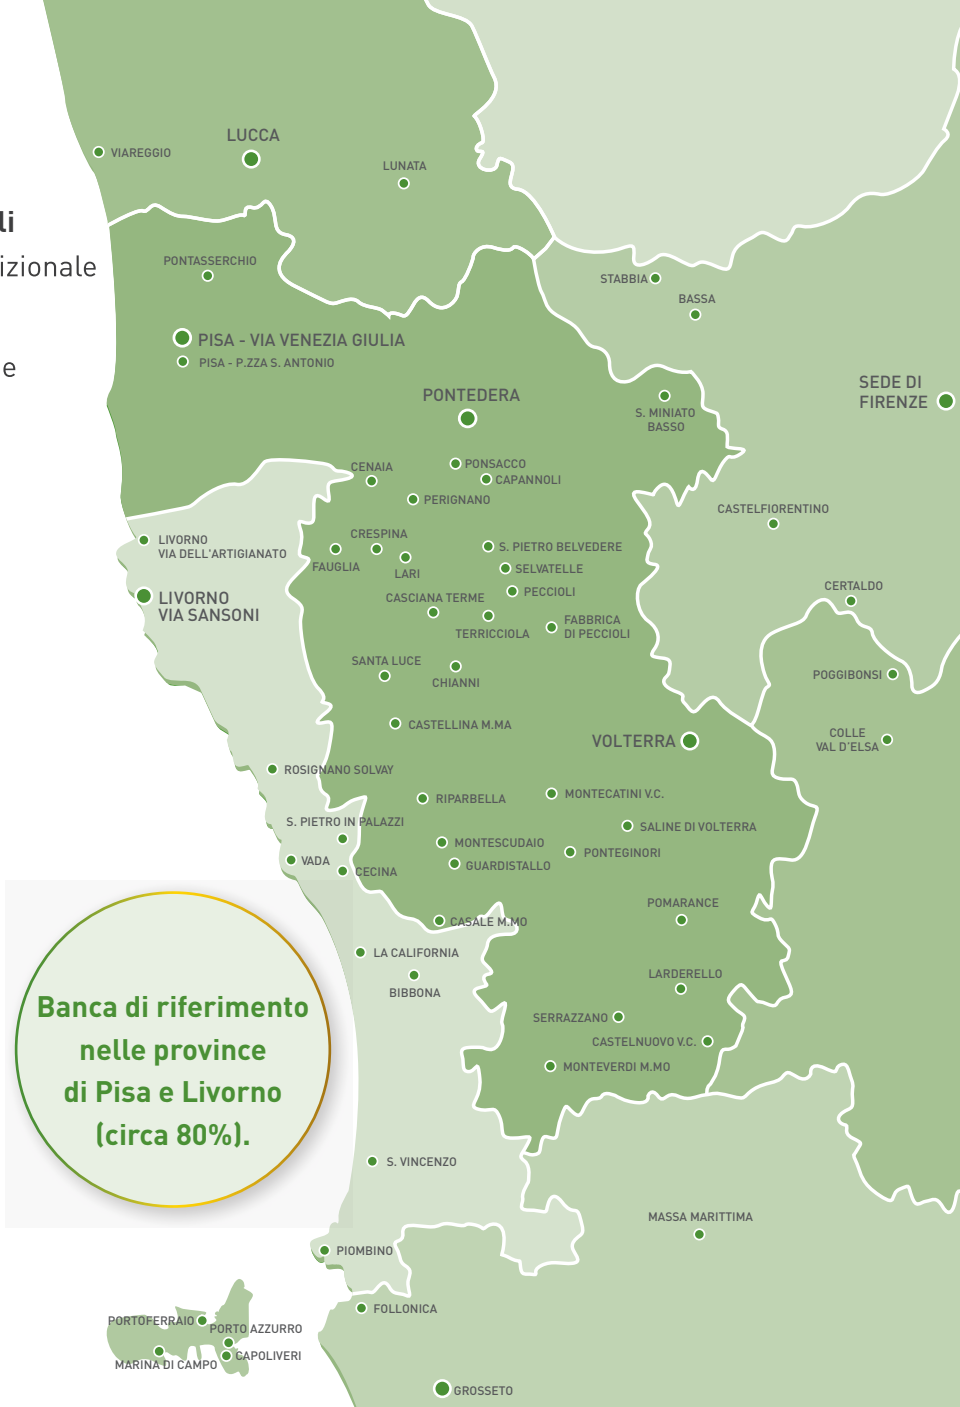 LUCCA
VIAREGGIO
LUNATA
li
izionale
PONTASSERCHIO
STABBIA
BASSA
PISA - VIA VENEZIA GIULIA
PISA - P.ZZA S. ANTONIO
e
SEDE DI
FIRENZE
PONTEDERA
S. MINIATO
BASSO
CENAIA
PONSACCO
CAPANNOLI
PERIGNANO
CASTELFIORENTINO
LIVORNO
VIA DELL'ARTIGIANATO
CRESPINA
FAUGLIA
LARI
S. PIETRO BELVEDERE
SELVATELLE
PECCIOLI
CERTALDO
LIVORNO
VIA SANSONI
CASCIANA TERME
TERRICCIOLA
FABBRICA
DI PECCIOLI
SANTA LUCE
CHIANNI
POGGIBONSI
CASTELLINA M.MA
VOLTERRA
COLLE
VAL D'ELSA
ROSIGNANO SOLVAY
RIPARBELLA
MONTECATINI V.C.
S. PIETRO IN PALAZZI
SALINE DI VOLTERRA
MONTESCUDAIO
PONTEGINORI
VADA
CECINA
GUARDISTALLO
POMARANCE
CASALE M.MO
LA CALIFORNIA
BIBBONA
LARDERELLO
SERRAZZANO
CASTELNUOVO V.C.
MONTEVERDI M.MO
Banca di riferimento
nelle province
di Pisa e Livorno
(circa 80%).
S. VINCENZO
MASSA MARITTIMA
PIOMBINO
FOLLONICA
PORTOFERRAIO
PORTO AZZURRO
CAPOLIVERI
MARINA DI CAMPO
GROSSETO